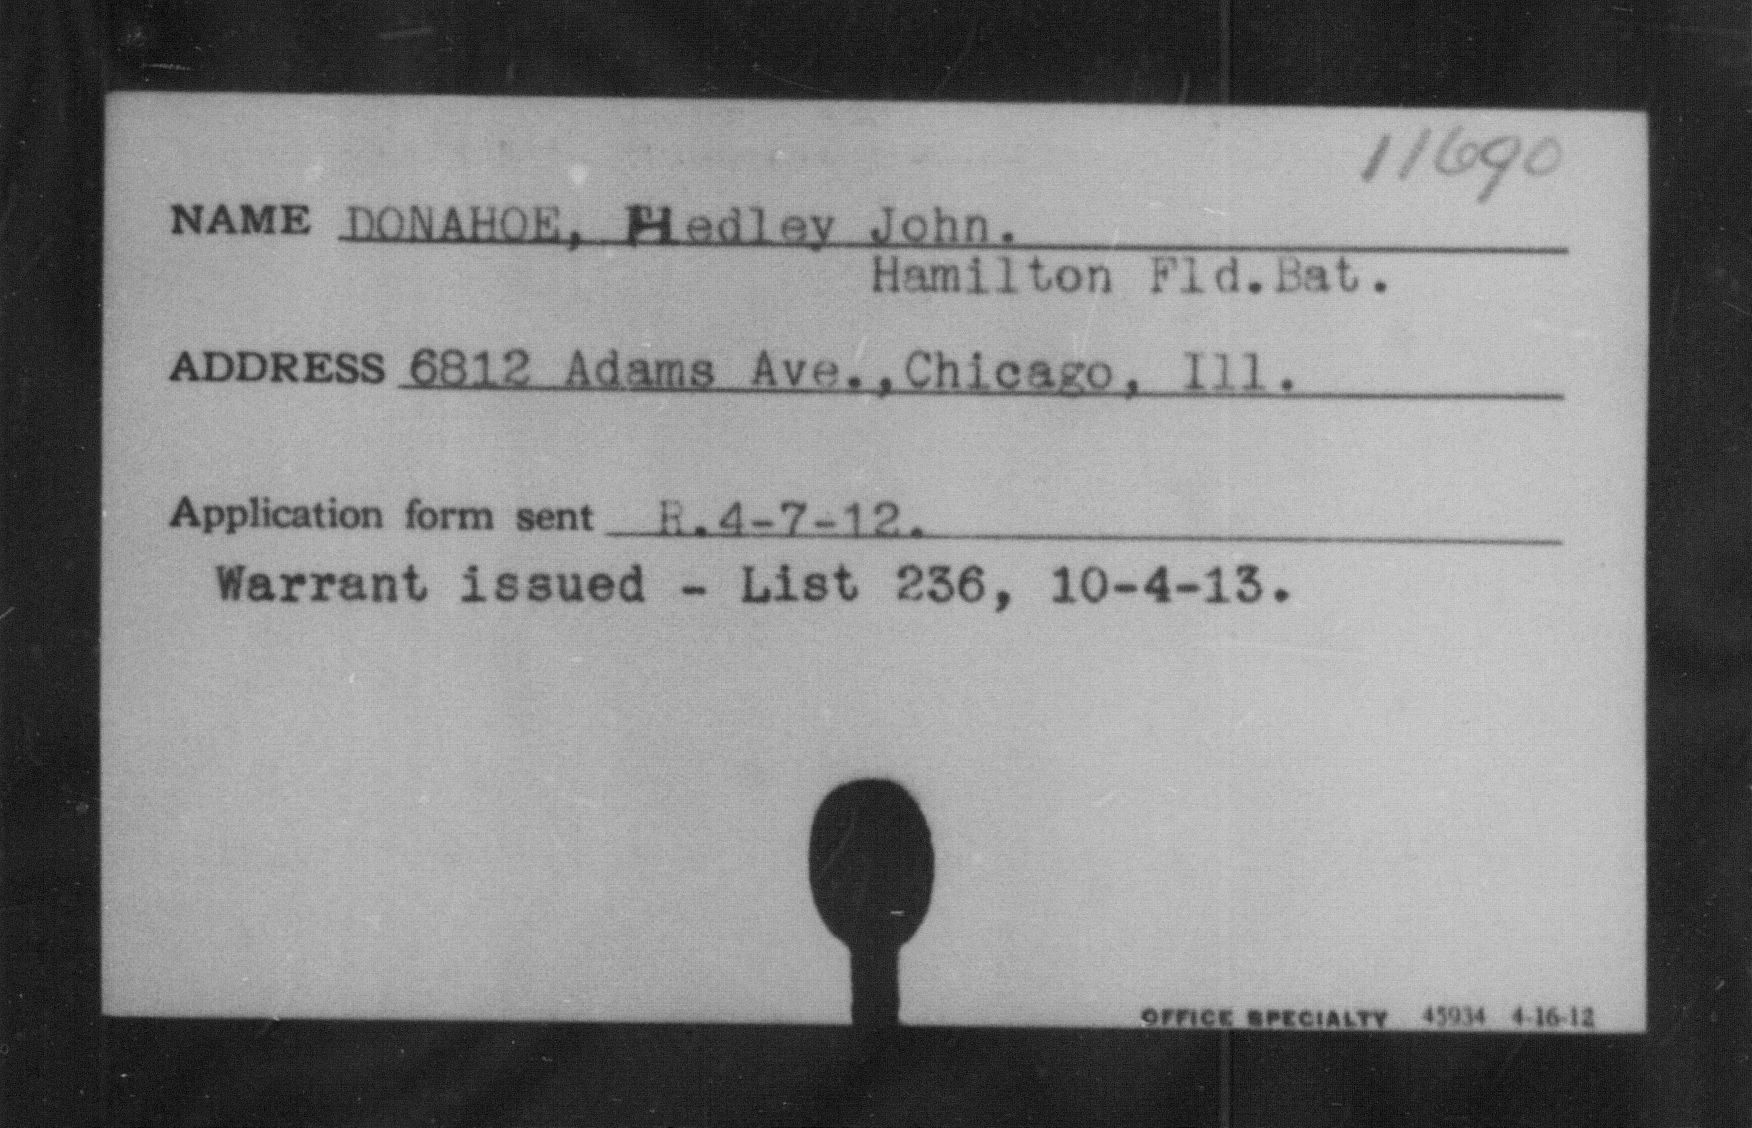 11690
NAME DONAHOE, Hedley John.
Hamilton Fld.Bat.
ADDRESS 6812 Adams Ave.,Chicago, Ill.
Application form sent R.4-7-12.
Warrant issued - List 236, 10-4-13.
OFFICE SPECIALTY 45934 4-16-12